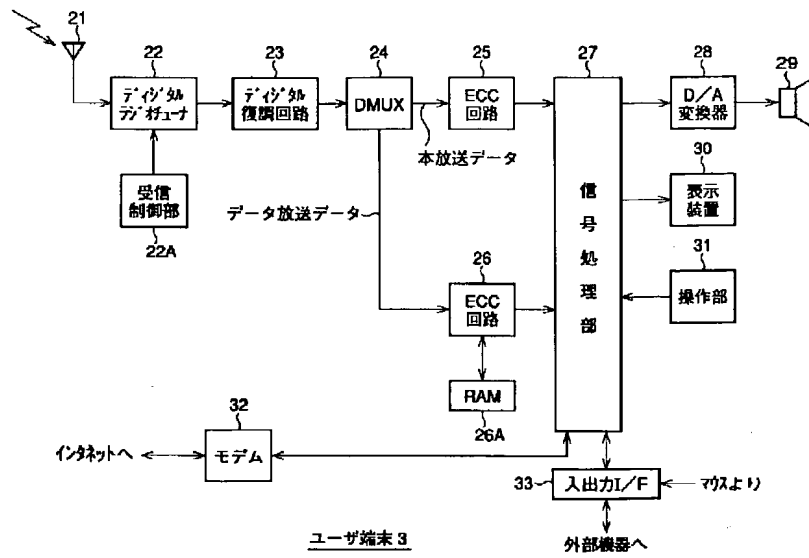 21
22
23
24
25
27
28
29
ディジタル
ラジオチューナ
ディジタル
復調回路
DMUX
ECC
回路
D/A
変換器
本放送データ
受信
制御部
22A
データ放送データ
信号処理部
30
表示
装置
31
操作部
26
ECC
回路
RAM
26A
32
インタネットへ
モデム
33
入出力I/F
マウスより
外部機器へ
ユーザ端末3